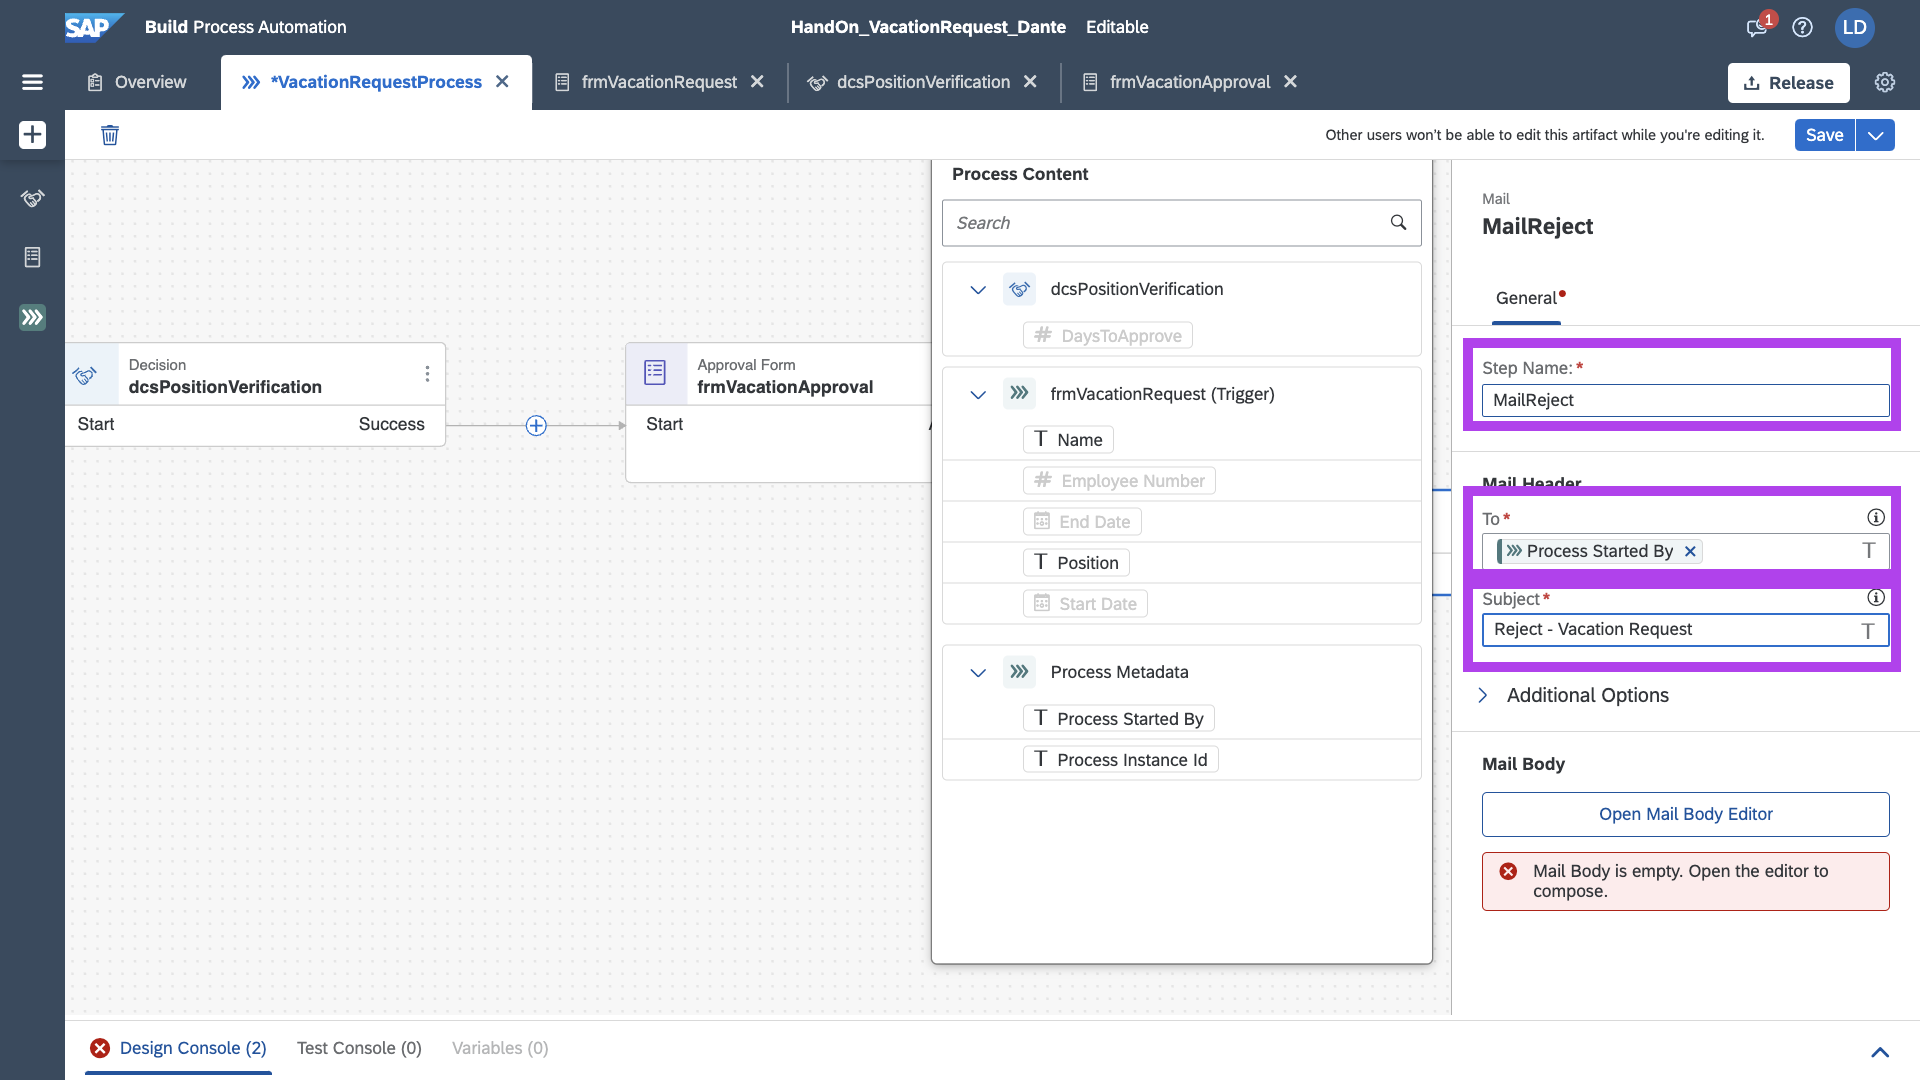 SAP Build Process Automation
HandOn_VacationRequest_Dante Editable
1
LD
Overview
*VacationRequestProcess
frmVacationRequest
dcsPositionVerification
frmVacationApproval
Release
Other users won't be able to edit this artifact while you're editing it.
Save
Decision
dcsPositionVerification
Start Success
Approval Form
frmVacationApproval
Start
Process Content
Search
dcsPositionVerification
# DaysToApprove
frmVacationRequest (Trigger)
T Name
# Employee Number
End Date
T Position
Start Date
Process Metadata
T Process Started By
T Process Instance Id
Mail
MailReject
General
Step Name:*
MailReject
Mail Header
To*
Process Started By
T
Subject*
Reject - Vacation Request
T
Additional Options
Mail Body
Open Mail Body Editor
Mail Body is empty. Open the editor to
compose.
Design Console (2)
Test Console (0)
Variables (0)